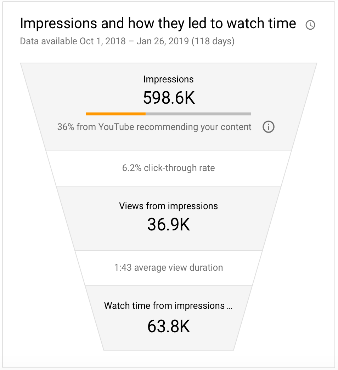 Impressions and how they led to watch time
Data available Oct 1, 2018 – Jan 26, 2019 (118 days)
Impressions
598.6K
36% from YouTube recommending your content
6.2% click-through rate
Views from impressions
36.9K
1:43 average view duration
Watch time from impressions ...
63.8K